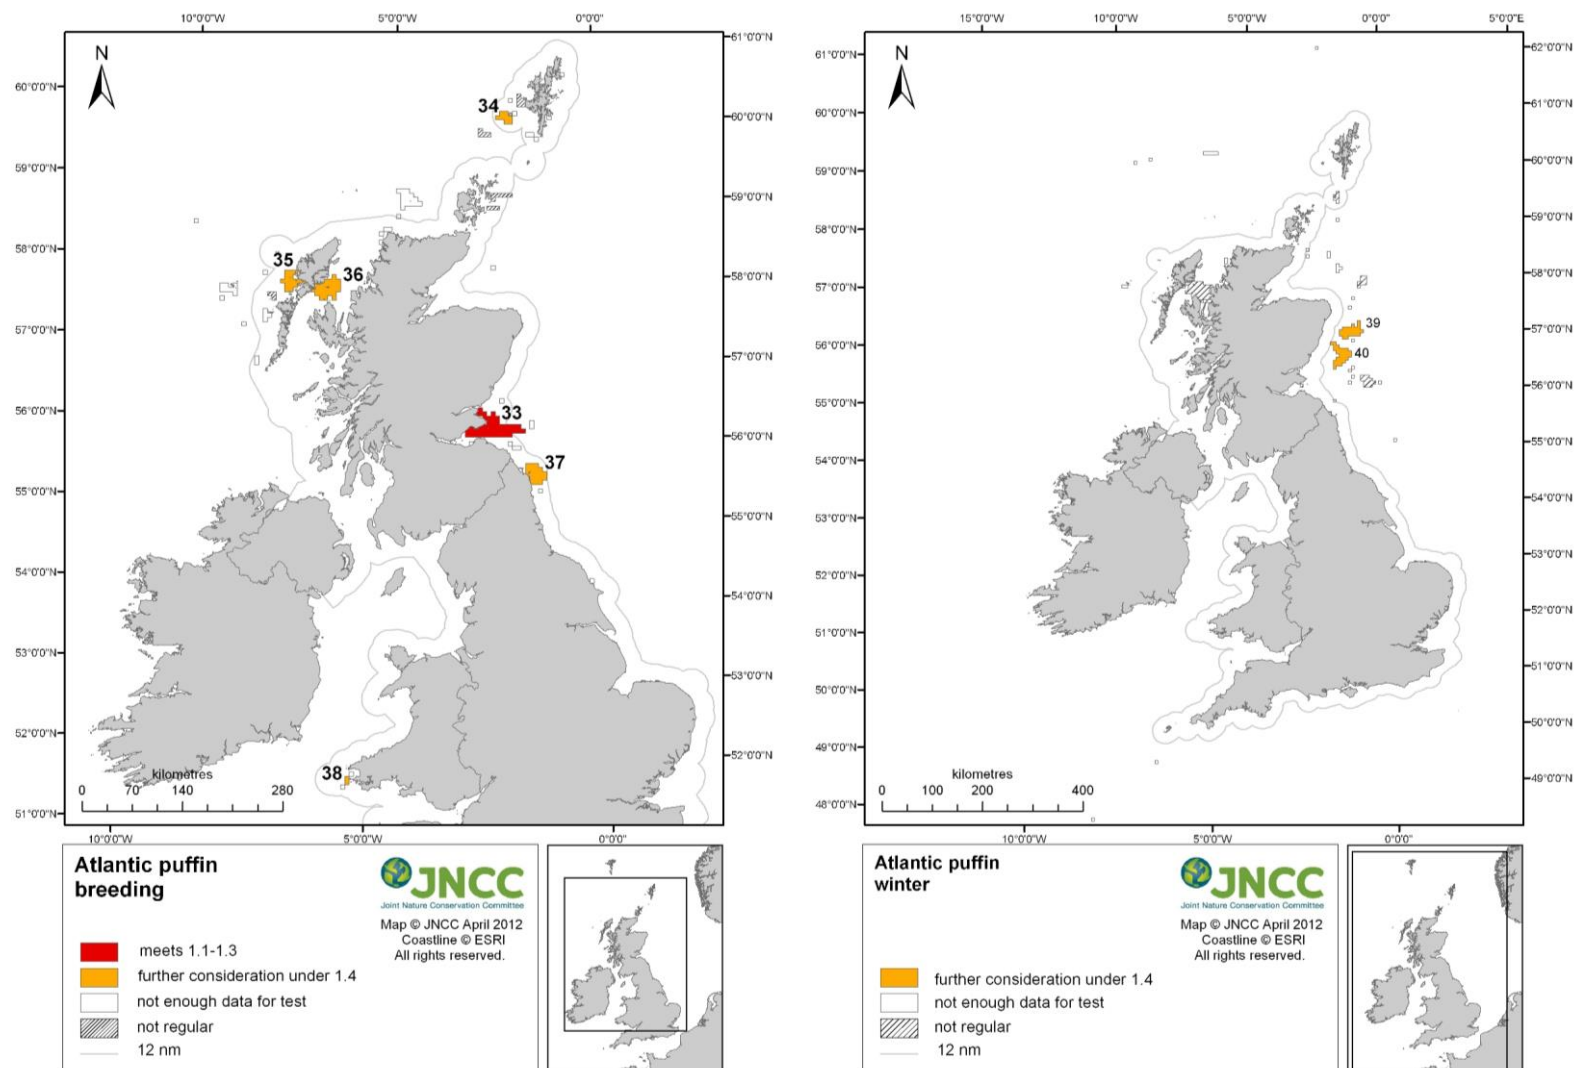 10°0'0"W 5°0'0"W 0°0'0"
61°0'0"N
N
60°0'0"N
34
60°0'0"N
59°0'0"N
59°0'0"N
58°0'0"N
35
36
58°0'0"N
57°0'0"N
57°0'0"N
56°0'0"N
33
56°0'0"N
37
55°0'0"N
55°0'0"N
54°0'0"N
54°0'0"N
53°0'0"N
53°0'0"N
52°0'0"N
52°0'0"N
38
kilometres
0 70 140 280
51°0'0"N
10°0'0"W 5°0'0"W 0°0'0"
Atlantic puffin
breeding
JNCC
Joint Nature Conservation Committee
Map © JNCC April 2012
Coastline © ESRI
All rights reserved.
meets 1.1-1.3
further consideration under 1.4
not enough data for test
not regular
12 nm
15°0'0"W 10°0'0"W 5°0'0"W 0°0'0" 5°0'0"E
N
61°0'0"N
62°0'0"N
60°0'0"N
61°0'0"N
59°0'0"N
60°0'0"N
58°0'0"N
59°0'0"N
57°0'0"N
58°0'0"N
39
57°0'0"N
56°0'0"N
40
56°0'0"N
55°0'0"N
55°0'0"N
54°0'0"N
54°0'0"N
53°0'0"N
53°0'0"N
52°0'0"N
52°0'0"N
51°0'0"N
51°0'0"N
50°0'0"N
50°0'0"N
49°0'0"N
49°0'0"N
48°0'0"N
kilometres
0 100 200 400
10°0'0"W 5°0'0"W 0°0'0"
Atlantic puffin
winter
JNCC
Joint Nature Conservation Committee
Map © JNCC April 2012
Coastline © ESRI
All rights reserved.
further consideration under 1.4
not enough data for test
not regular
12 nm